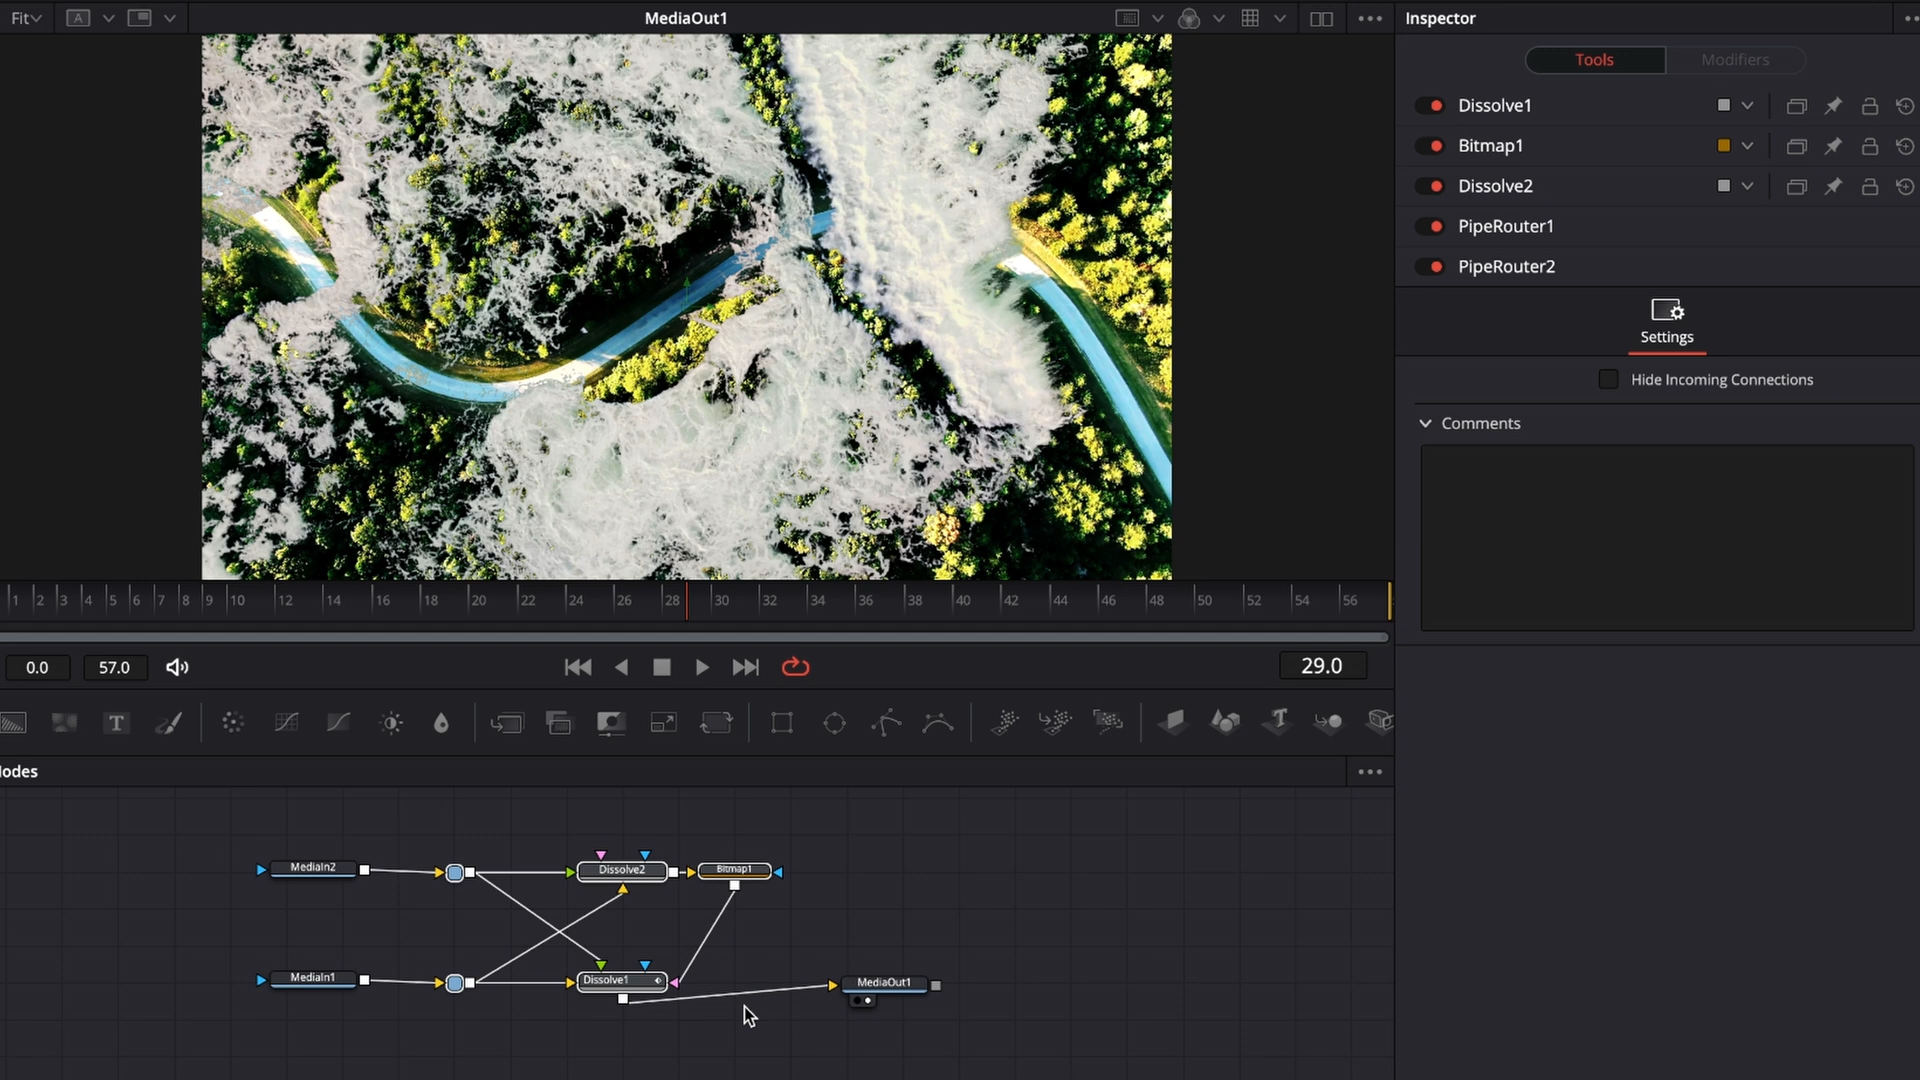 Fit
A
MediaOut1
Inspector
Tools
Modifiers
Dissolve1
Bitmap1
Dissolve2
PipeRouter1
PipeRouter2
Settings
Hide Incoming Connections
Comments
1 2 3 4 5 6 7 8 9 10 12 14 16 18 20 22 24 26 28 30 32 34 36 38 40 42 44 46 48 50 52 54 56
0.0
57.0
29.0
T
T
odes
MediaIn2
Dissolve2
Bitmap1
MediaIn1
Dissolve1
MediaOut1